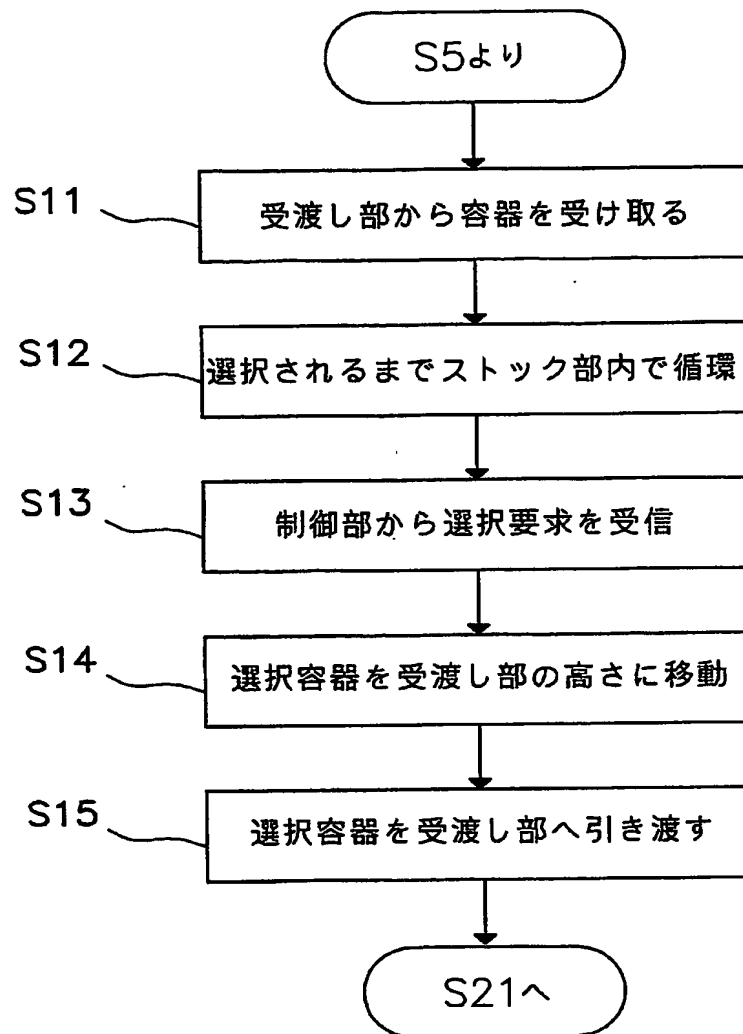 S5より
S11
受渡し部から容器を受け取る
S12
選択されるまでストック部内で循環
S13
制御部から選択要求を受信
S14
選択容器を受渡し部の高さに移動
S15
選択容器を受渡し部へ引き渡す
S21へ